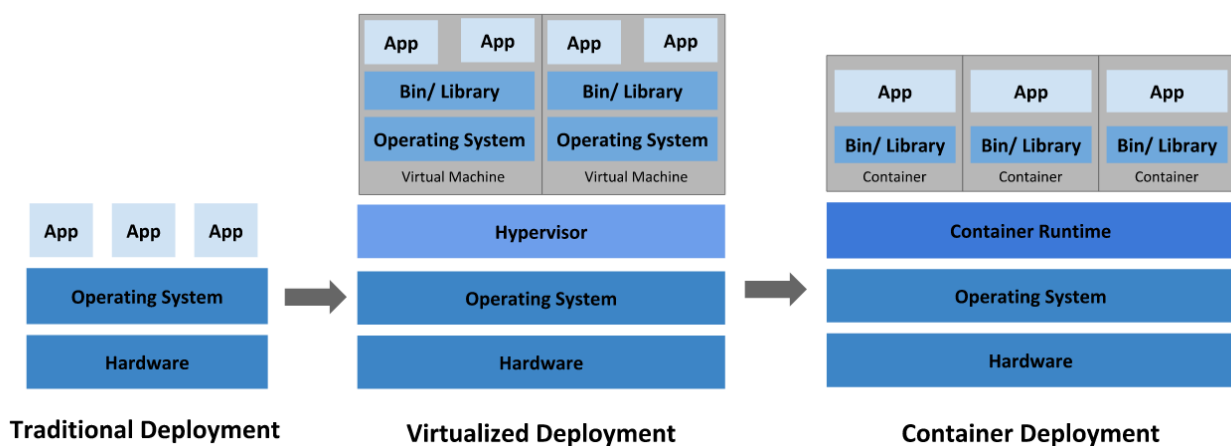 App App App
Operating System
Hardware
Traditional Deployment
App App App App
Bin/ Library Bin/ Library
Operating System Operating System
Virtual Machine Virtual Machine
Hypervisor
Operating System
Hardware
Virtualized Deployment
App App App
Bin/ Library Bin/ Library Bin/ Library
Container Container Container
Container Runtime
Operating System
Hardware
Container Deployment